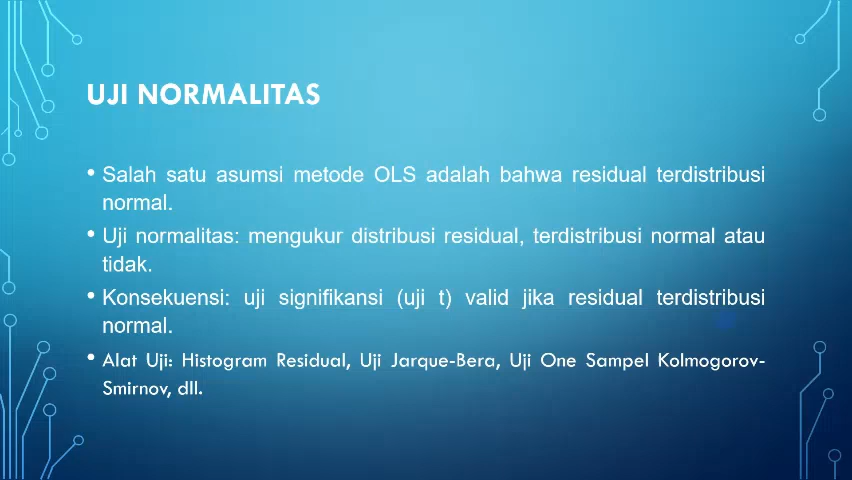 UJI NORMALITAS
• Salah satu asumsi metode OLS adalah bahwa residual terdistribusi
normal.
• Uji normalitas: mengukur distribusi residual, terdistribusi normal atau
tidak.
• Konsekuensi: uji signifikansi (uji t) valid jika residual terdistribusi
normal.
• Alat Uji: Histogram Residual, Uji Jarque-Bera, Uji One Sampel Kolmogorov-
Smirnov, dll.